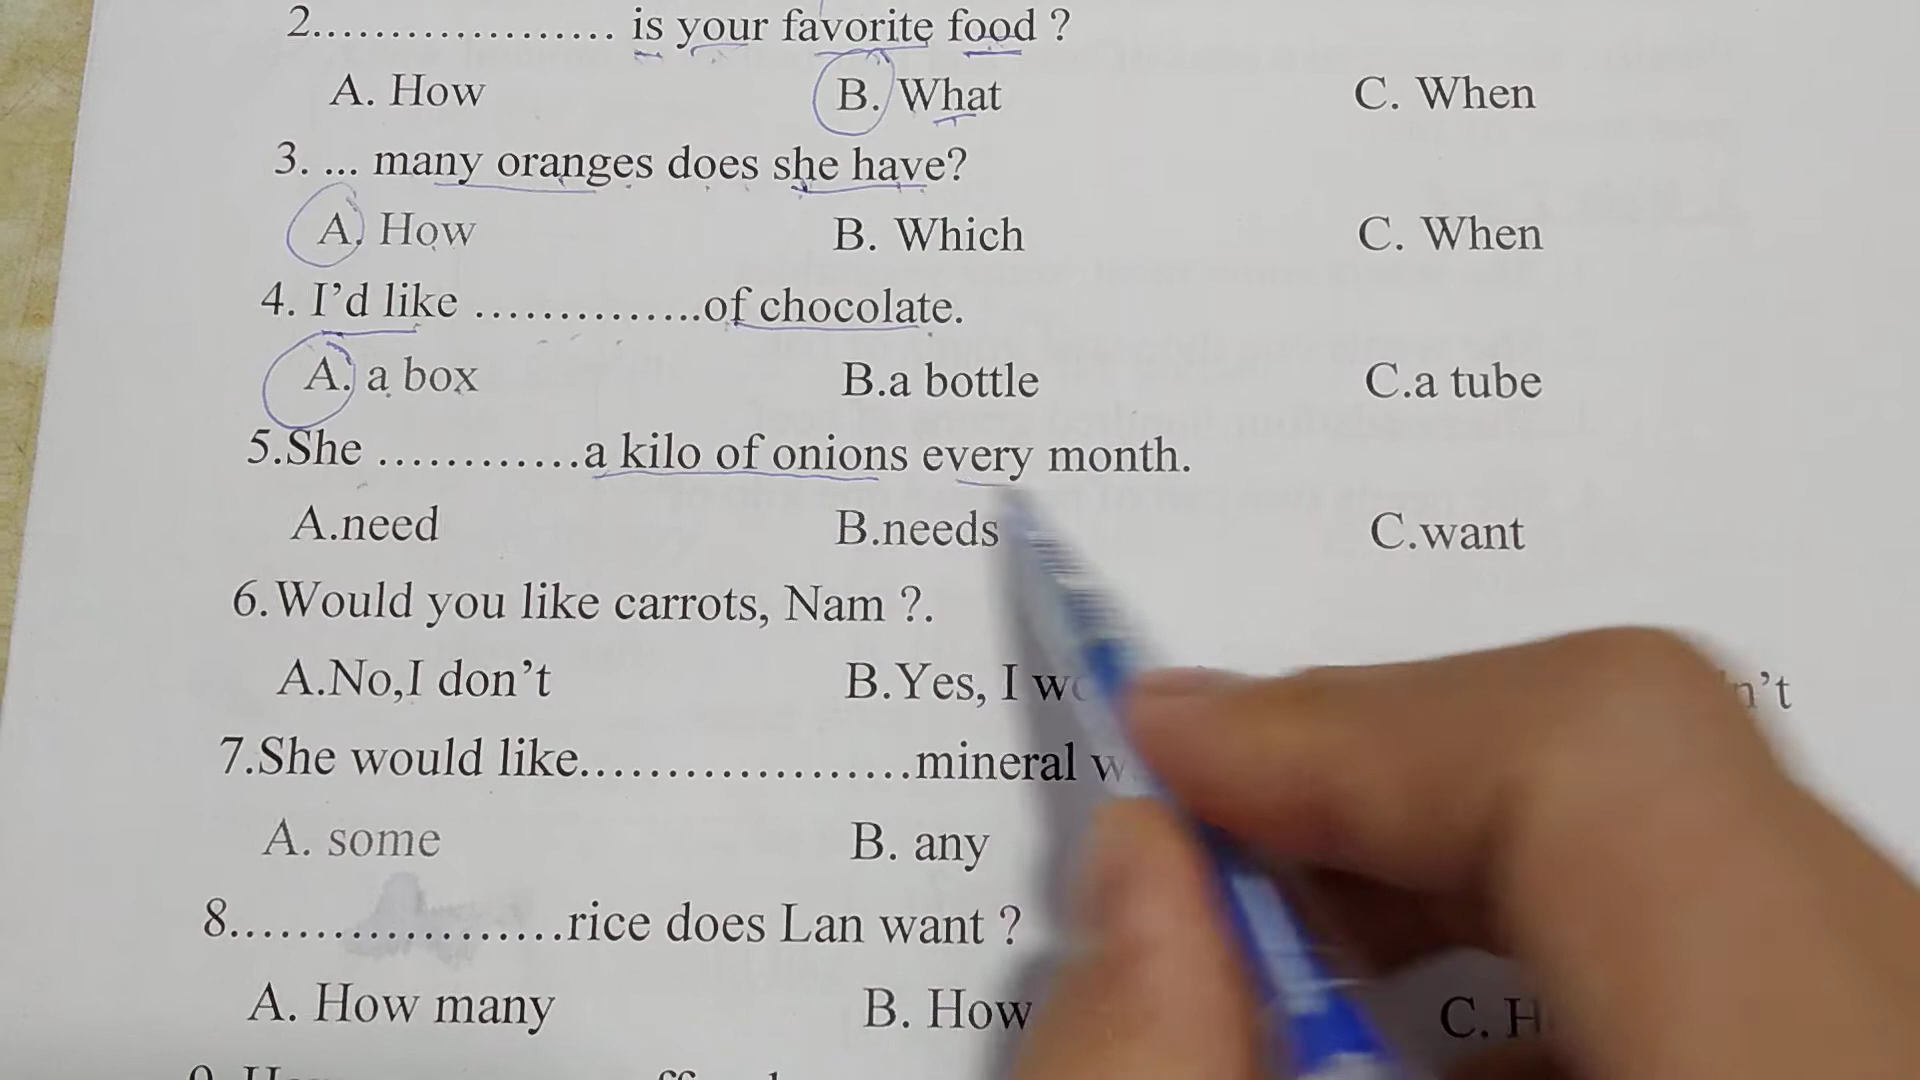 2................... is your favorite food ?
A. How B. What C. When
3. ... many oranges does she have?
A. How B. Which C. When
4. I’d like ..............of chocolate.
A. a box B.a bottle C.a tube
5.She ............a kilo of onions every month.
A.need B.needs C.want
6.Would you like carrots, Nam ?.
A.No,I don’t B.Yes, I
7.She would like...................mineral
A. some B. any
8....................rice does Lan want ?
A. How many B. How C.